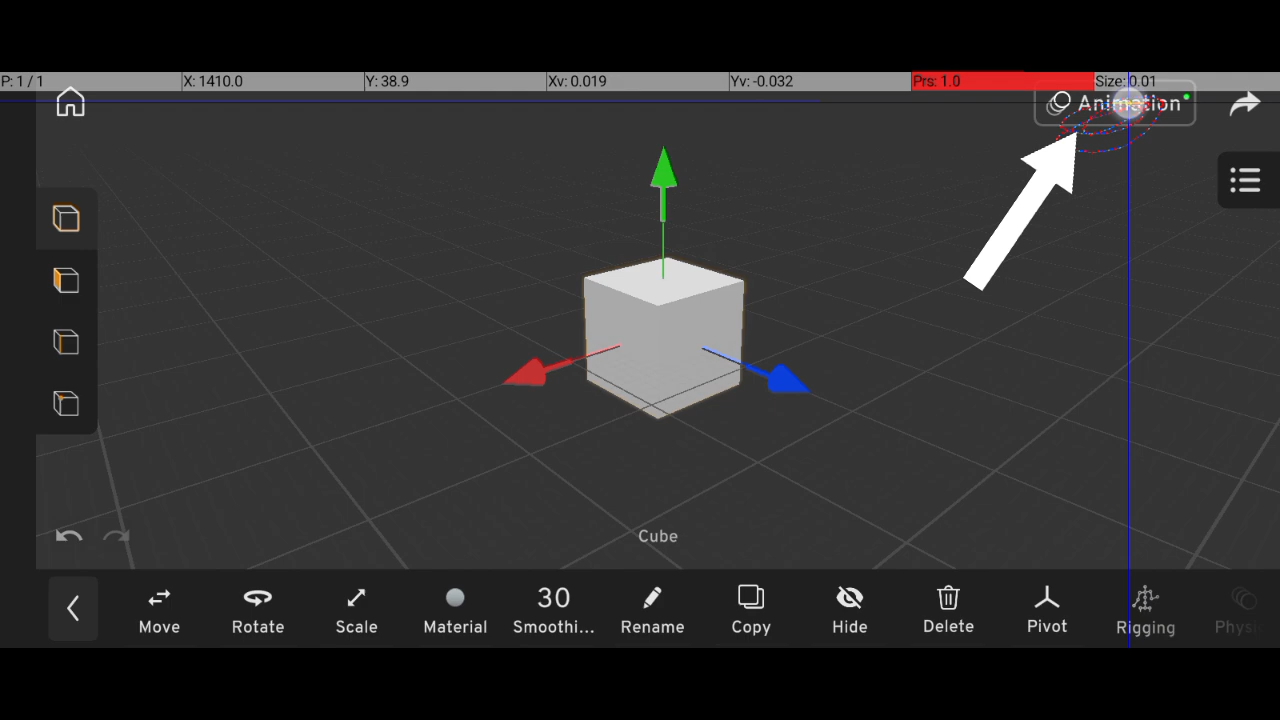 P: 1 / 1 X: 1410.0 Y: 38.9 Xv: 0.019 Yv: -0.032 Prs: 1.0 Size: 0.01
Animation
Cube
30
Move Rotate Scale Material Smoothi... Rename Copy Hide Delete Pivot Rigging Physi